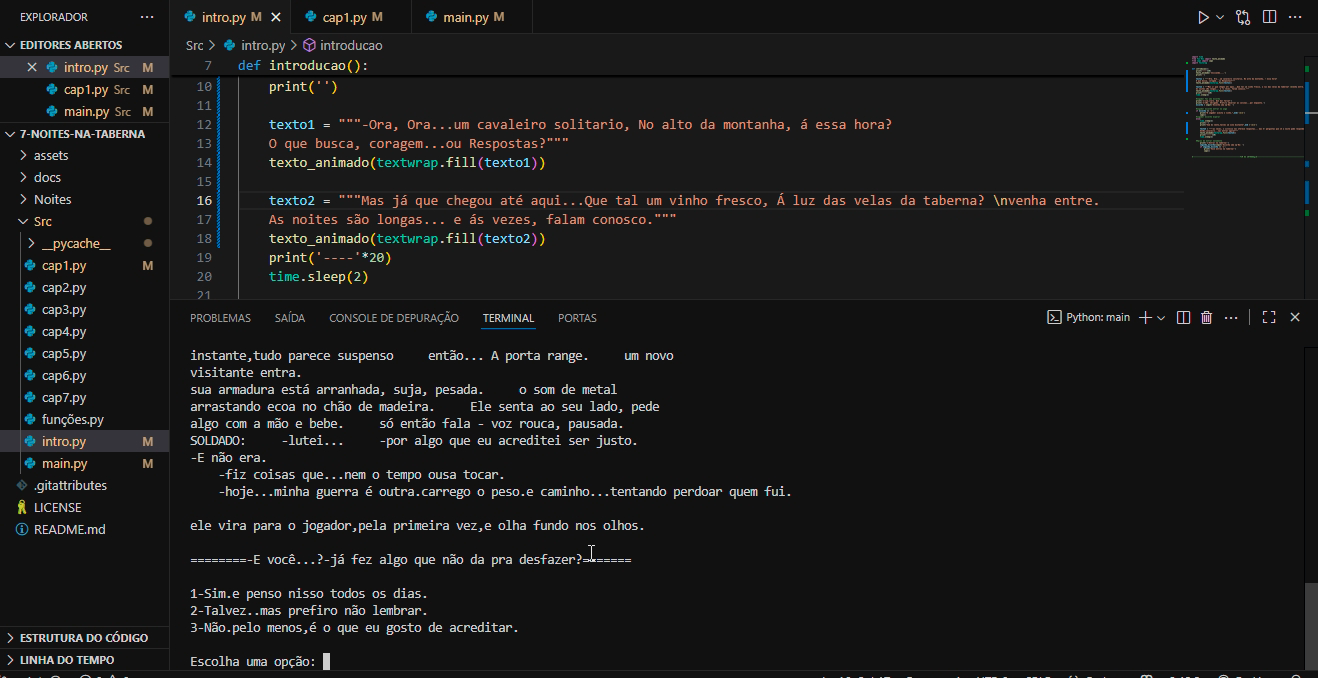 EXPLORADOR ...
EDITORES ABERTOS
intro.py Src M
cap1.py Src M
main.py Src M
7-NOITES-NA-TABERNA
assets
docs
Noites
Src
__pycache__
cap1.py M
cap2.py
cap3.py
cap4.py
cap5.py
cap6.py
cap7.py
funções.py
intro.py M
main.py M
.gitattributes
LICENSE
README.md
ESTRUTURA DO CÓDIGO
LINHA DO TEMPO
intro.py M cap1.py M main.py M
Src > intro.py > introducao
7 def introducao():
10 print('')
11
12 texto1 = """-Ora, Ora...um cavaleiro solitario, No alto da montanha, á essa hora?
13 O que busca, coragem...ou Respostas?"""
14 texto_animado(textwrap.fill(texto1))
15
16 texto2 = """Mas já que chegou até aqui...Que tal um vinho fresco, Á luz das velas da taberna? \nvenha entre.
17 As noites são longas... e ás vezes, falam conosco."""
18 texto_animado(textwrap.fill(texto2))
19 print('----'*20)
20 time.sleep(2)
21
PROBLEMAS SAÍDA CONSOLE DE DEPURAÇÃO TERMINAL PORTAS
Python: main
instante,tudo parece suspenso então... A porta range. um novo
visitante entra.
sua armadura está arranhada, suja, pesada. o som de metal
arrastando ecoa no chão de madeira. Ele senta ao seu lado, pede
algo com a mão e bebe. só então fala - voz rouca, pausada.
SOLDADO: -lutei... -por algo que eu acreditei ser justo.
-E não era.
-fiz coisas que...nem o tempo ousa tocar.
-hoje...minha guerra é outra.carrego o peso.e caminho...tentando perdoar quem fui.
ele vira para o jogador,pela primeira vez,e olha fundo nos olhos.
========-E você...?-já fez algo que não da pra desfazer?=======
1-Sim.e penso nisso todos os dias.
2-Talvez..mas prefiro não lembrar.
3-Não.pelo menos,é o que eu gosto de acreditar.
Escolha uma opção: